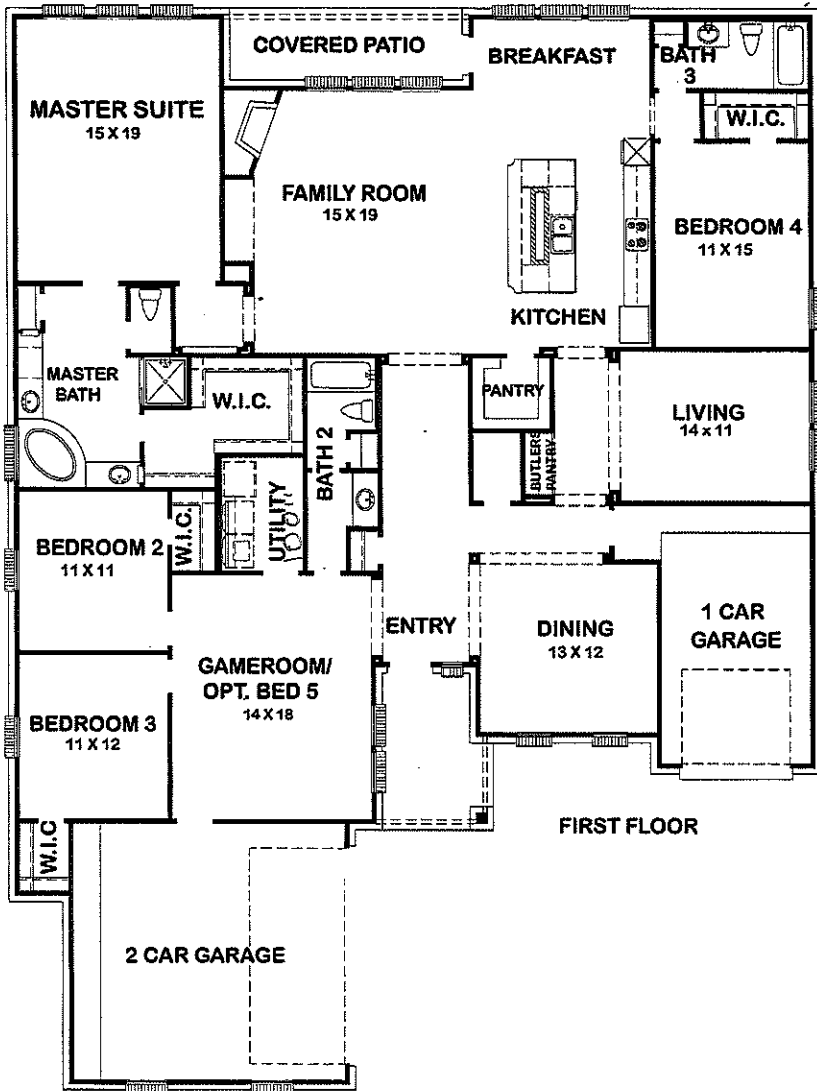 COVERED PATIO
BREAKFAST
BATH
3
MASTER SUITE
15 X 19
W.I.C.
FAMILY ROOM
15 X 19
BEDROOM 4
11 X 15
KITCHEN
MASTER
BATH
W.I.C.
PANTRY
LIVING
14 x 11
BATH 2
BUTLERS
PANTRY
UTILITY
W.I.C.
BEDROOM 2
11 X 11
ENTRY
DINING
13 X 12
1 CAR
GARAGE
GAMEROOM/
OPT. BED 5
14 X 18
BEDROOM 3
11 X 12
W.I.C
FIRST FLOOR
2 CAR GARAGE